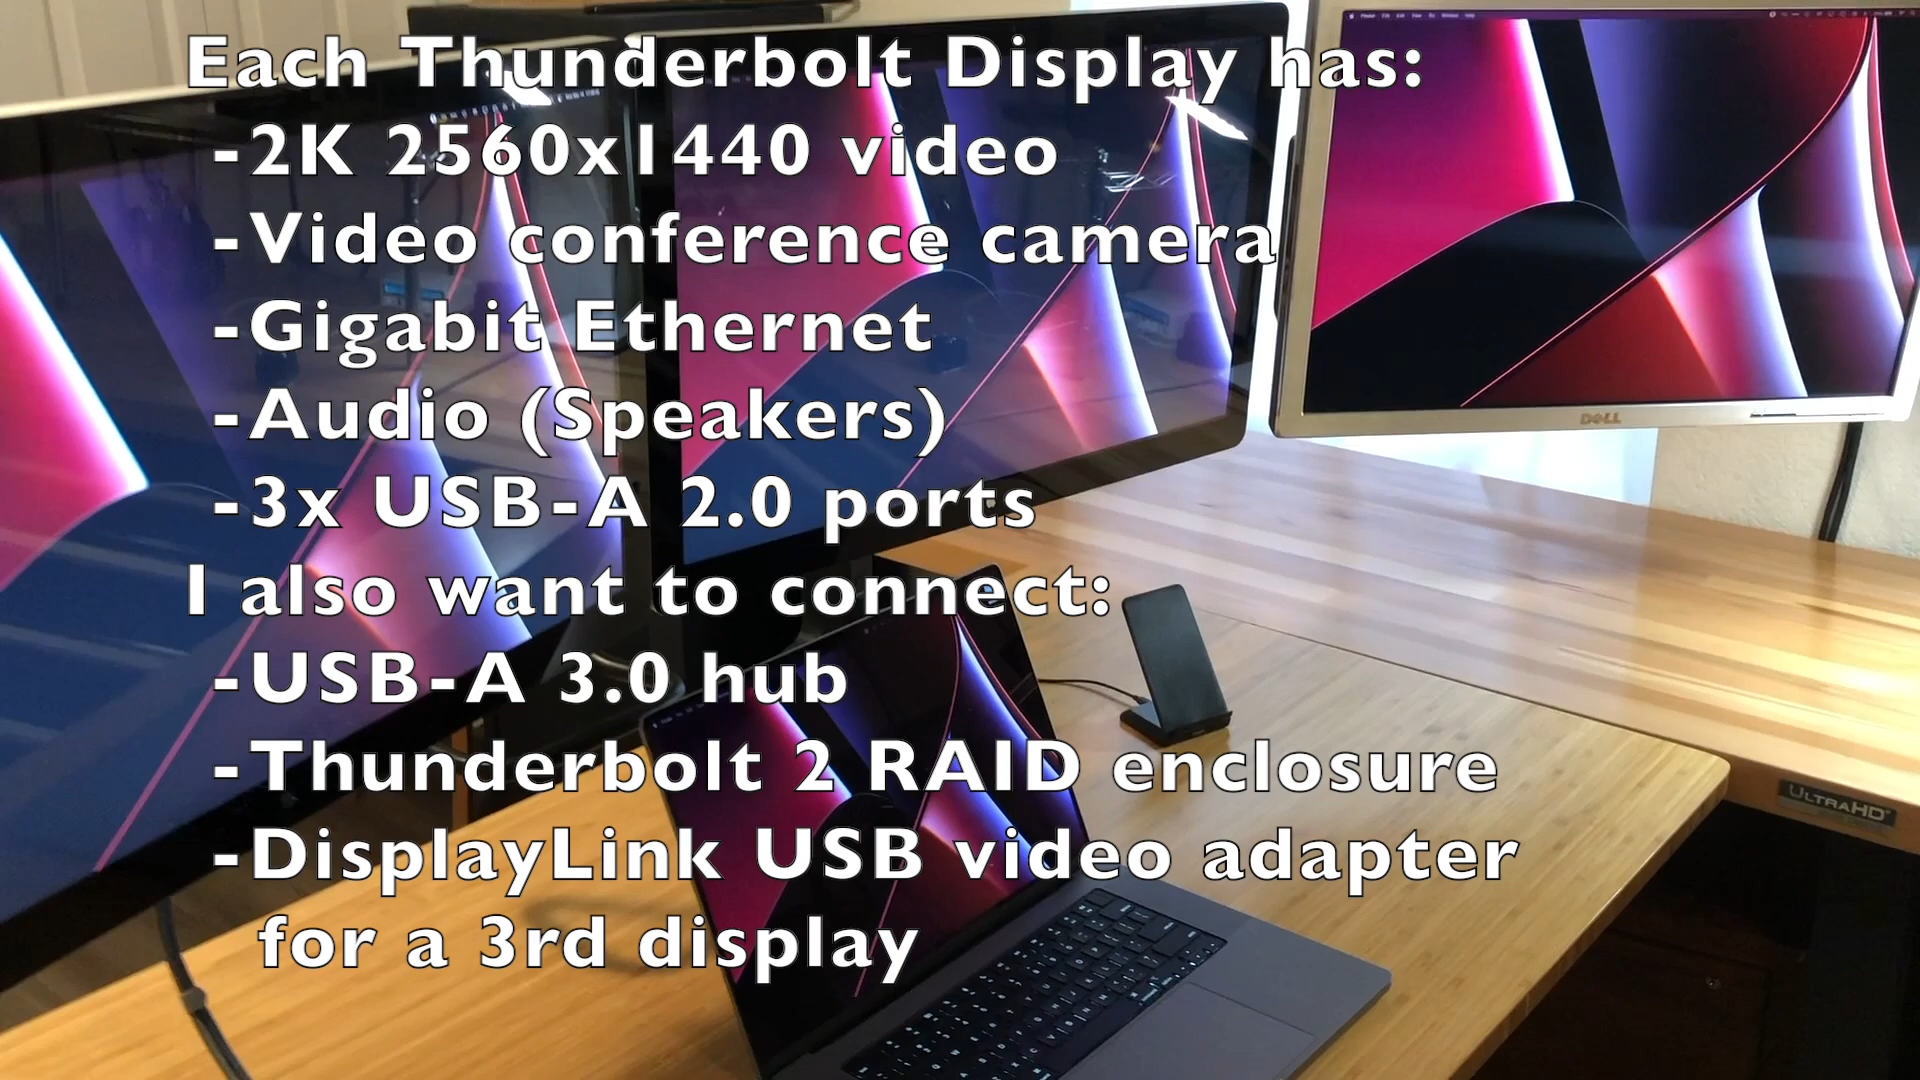 Each Thunderbolt Display has:
-2K 2560x1440 video
-Video conference camera
-Gigabit Ethernet
-Audio (Speakers)
-3x USB-A 2.0 ports
I also want to connect:
-USB-A 3.0 hub
-Thunderbolt 2 RAID enclosure
-DisplayLink USB video adapter
for a 3rd display
DELL
ULTRAHD